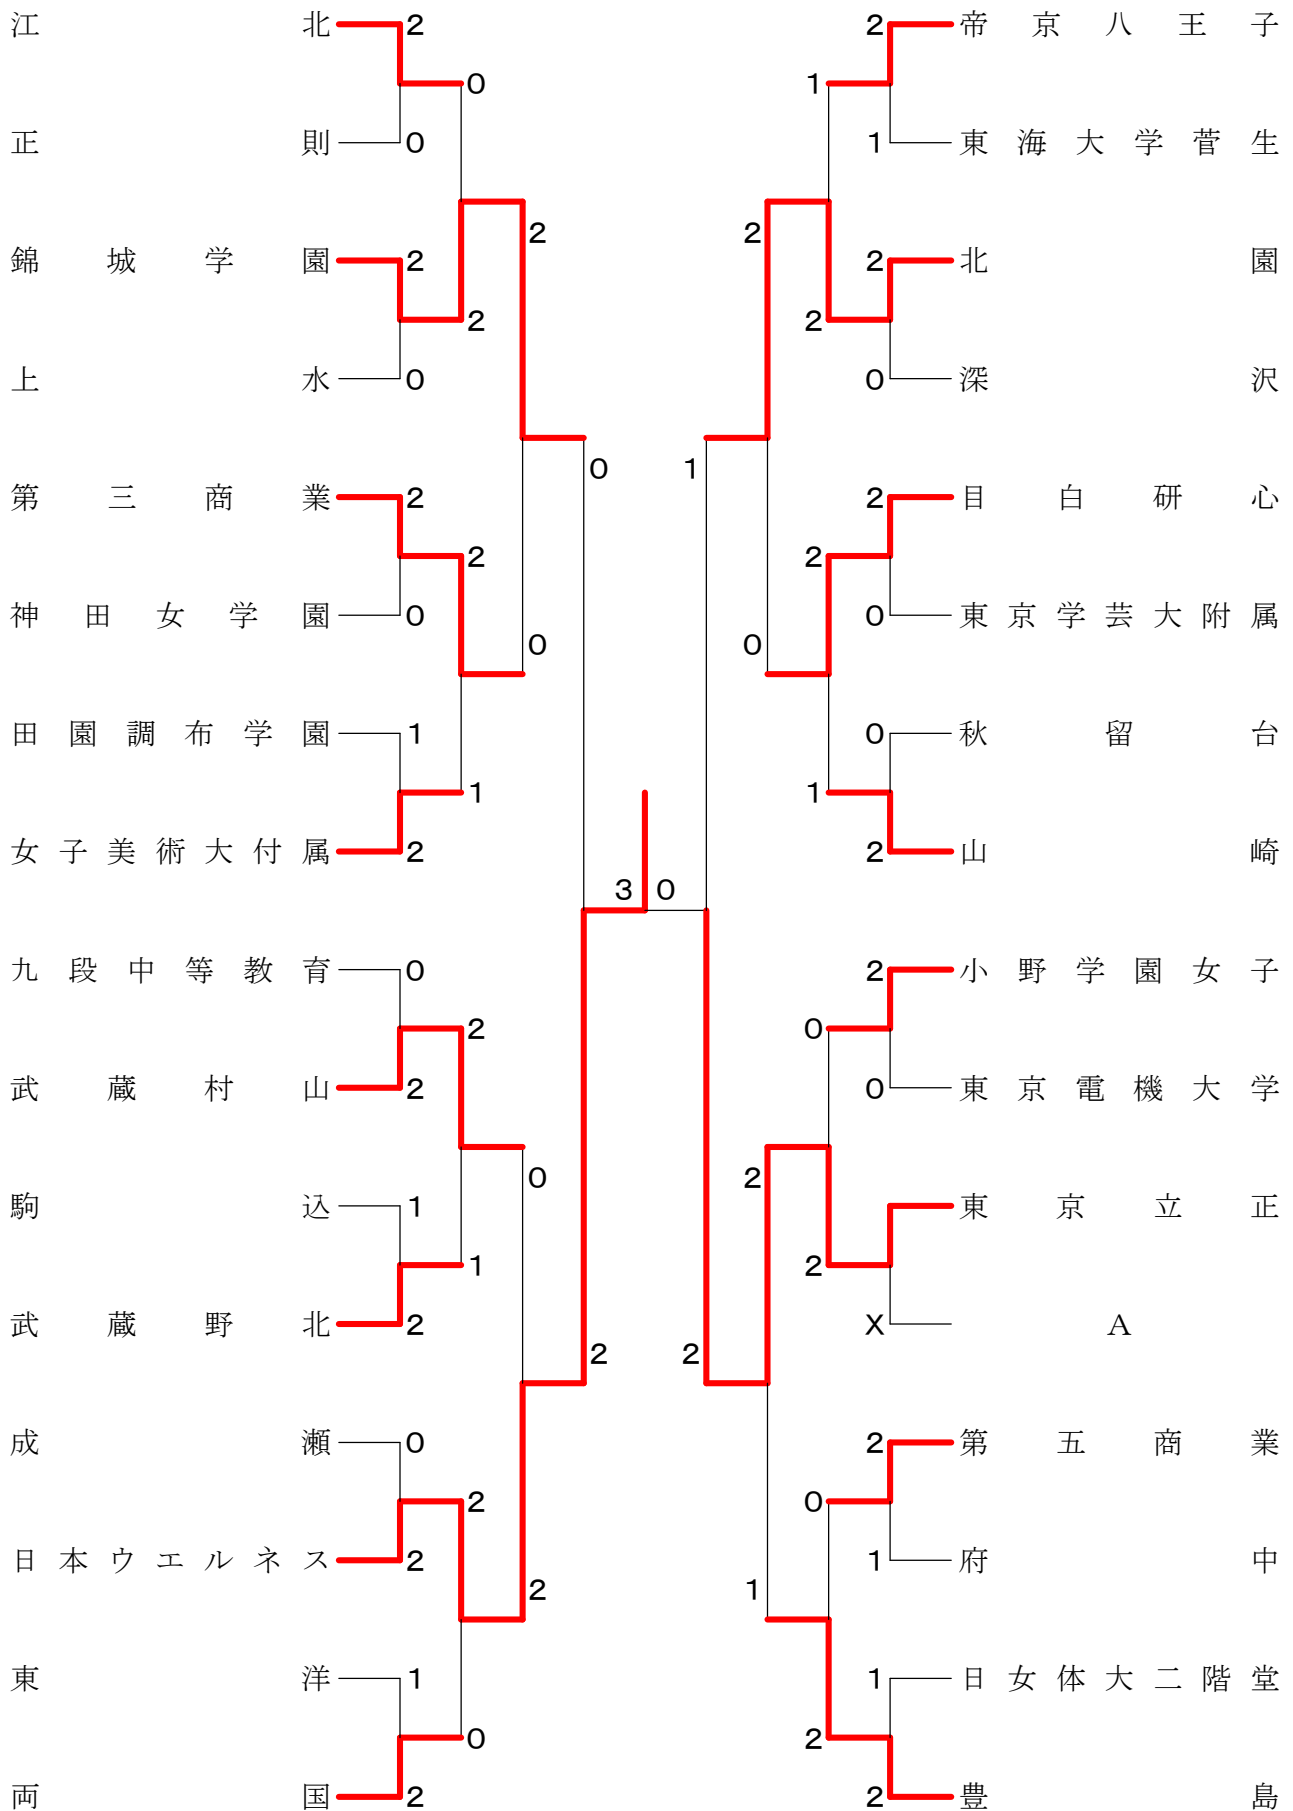 江北 2 2 帝京八王子
0 1
正則 0 1 東海大学菅生
2 2
錦城学園 2 2 北園
2 2
上水 0 0 深沢
0 1
第三商業 2 2 目白研心
2 2
神田女学園 0 0 東京学芸大附属
0 0
田園調布学園 1 0 秋留台
1 1
女子美術大付属 2 2 山崎
3 0
九段中等教育 0 2 小野学園女子
2 0
武蔵村山 2 0 東京電機大学
0 2
駒込 1 東京立正
1 2
武蔵野北 2 X A
2 2
成瀬 0 2 第五商業
2 0
日本ウエルネス 2 1 府中
2 1
東洋 1 1 日女体大二階堂
0 2
両国 2 2 豊島